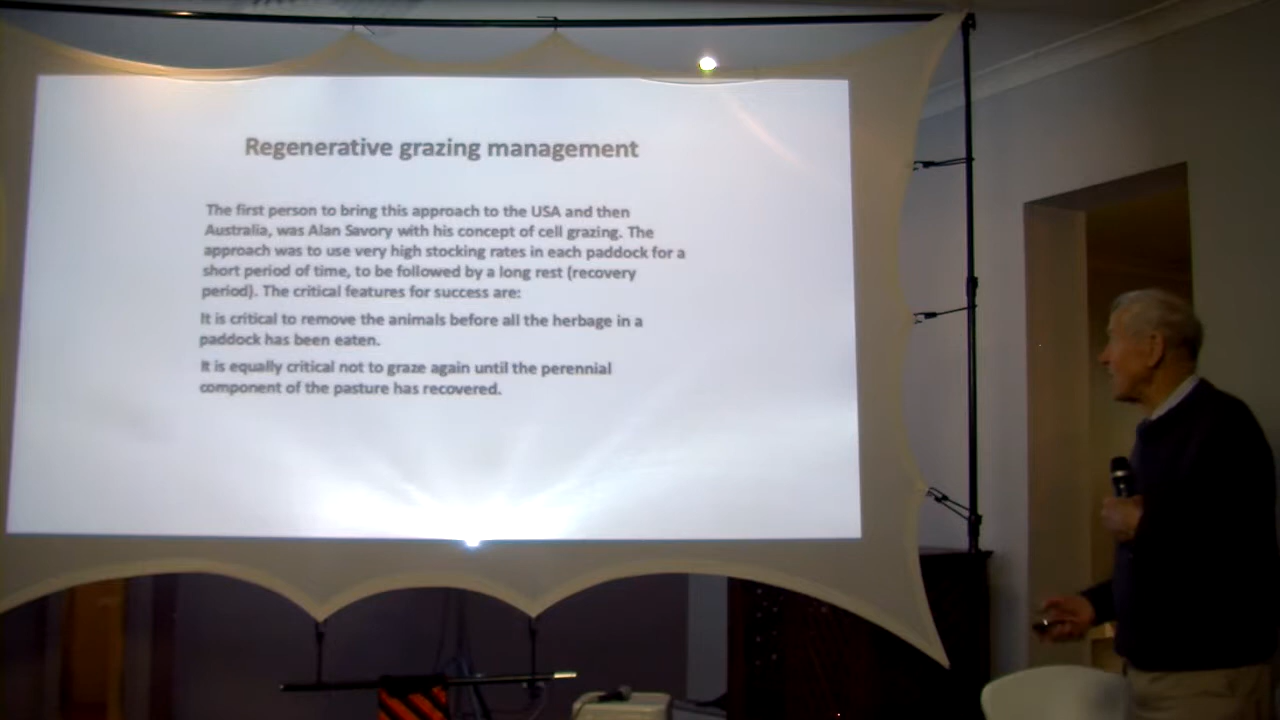 Regenerative grazing management
The first person to bring this approach to the USA and then
Australia, was Alan Savory with his concept of cell grazing. The
approach was to use very high stocking rates in each paddock for a
short period of time, to be followed by a long rest (recovery
period). The critical features for success are:
It is critical to remove the animals before all the herbage in a
paddock has been eaten.
It is equally critical not to graze again until the perennial
component of the pasture has recovered.